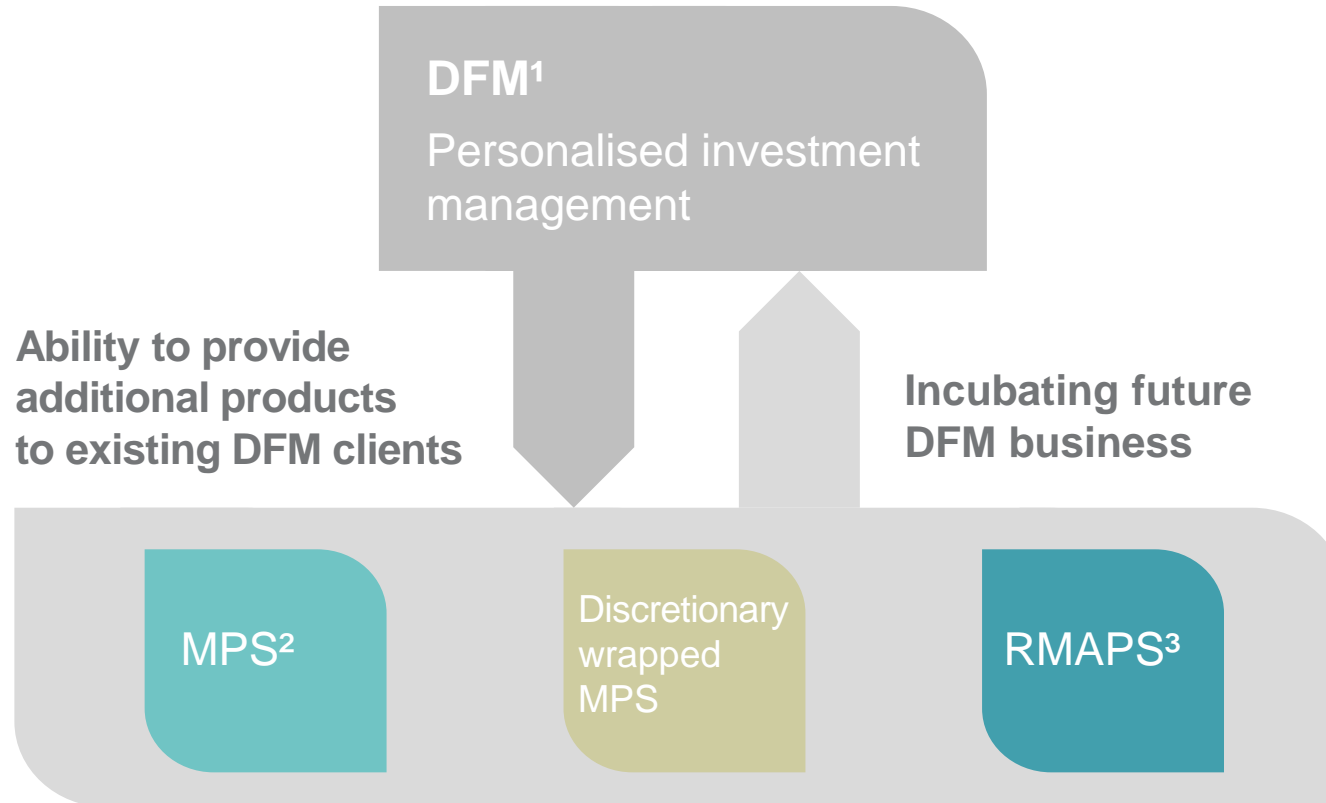 DFM¹
Personalised investment
management
Ability to provide
additional products
to existing DFM clients
Incubating future
DFM business
MPS²
Discretionary
wrapped
MPS
RMAPS³